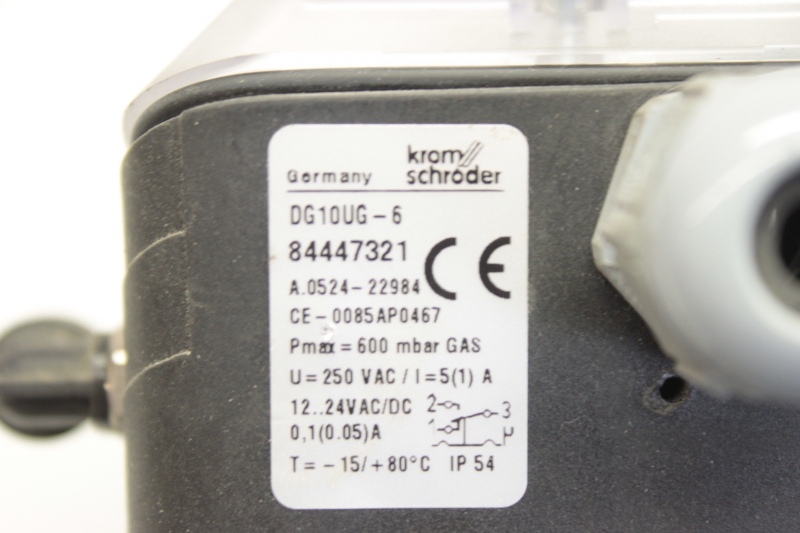 krom//
Germany schröder
DG10UG-6
84447321
CE
A.0524-22984
CE-0085AP0467
Pmax = 600 mbar GAS
U = 250 VAC / I = 5(1) A
12..24VAC/DC 2 3
0,1(0.05)A 1 p
T = -15/+80°C IP 54